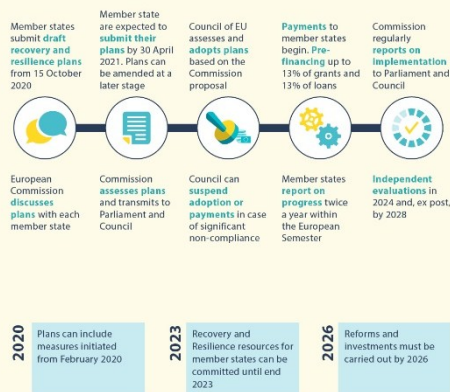 Member states
submit draft
recovery and
resilience plans
from 15 October
2020
Member state
are expected to
submit their
plans by 30 April
2021. Plans can
be amended at a
later stage
Council of EU
assesses and
adopts plans
based on the
Commission
proposal
Payments to
member states
begin. Pre-
financing up to
13% of grants and
13% of loans
Commission
regularly
reports on
implementation
to Parliament and
Council
European
Commission
discusses
plans with each
member state
Commission
assesses plans
and transmits to
Parliament and
Council
Council can
suspend
adoption or
payments in case
of significant
non-compliance
Member states
report on
progress twice
a year within
the European
Semester
Independent
evaluations in
2024 and, ex post,
by 2028
2020
Plans can include
measures initiated
from February 2020
2023
Recovery and
Resilience resources for
member states can be
committed until end
2023
2026
Reforms and
investments must be
carried out by 2026